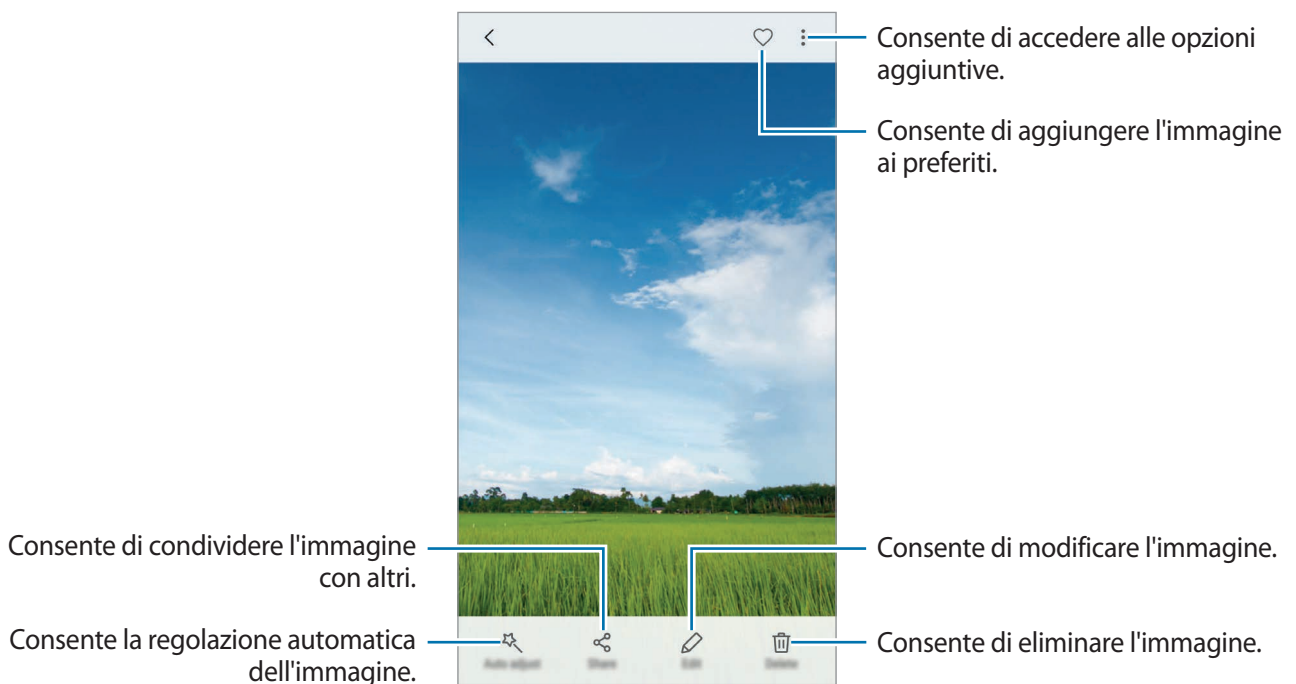 Consente di accedere alle opzioni
aggiuntive.
Consente di aggiungere l'immagine
ai preferiti.
Consente di condividere l'immagine
con altri.
Consente di modificare l'immagine.
Consente la regolazione automatica
dell'immagine.
Consente di eliminare l'immagine.
Auto adjust
Share
Edit
Delete